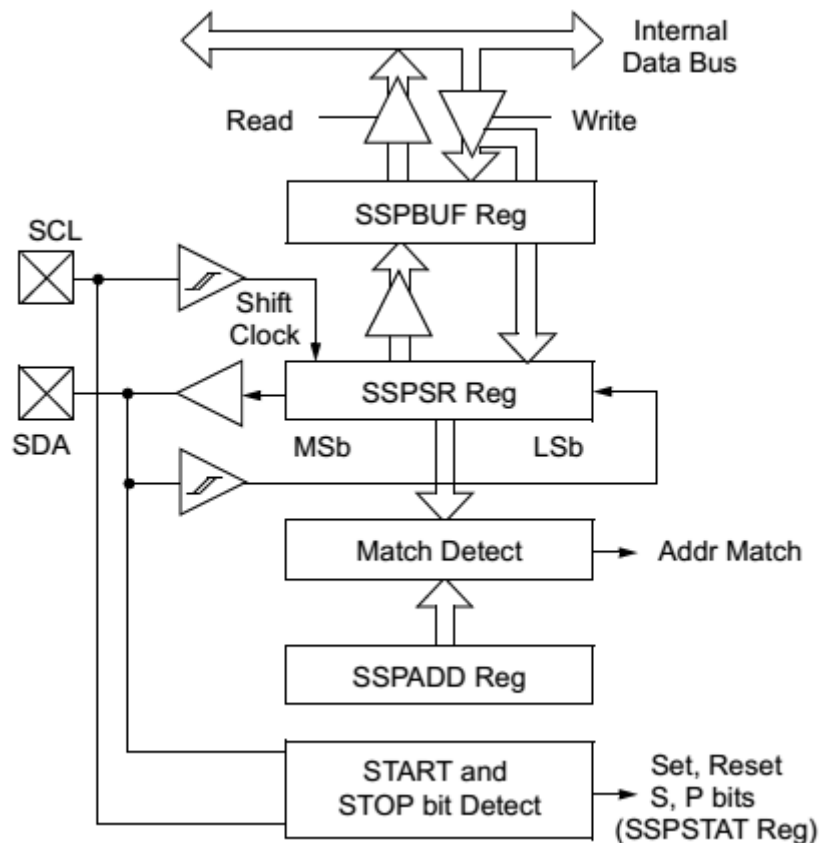 Internal
Data Bus
Read
Write
SSPBUF Reg
SCL
Shift
Clock
SSPSR Reg
MSb
LSb
SDA
Match Detect
Addr Match
SSPADD Reg
START and
STOP bit Detect
Set, Reset
S, P bits
(SSPSTAT Reg)